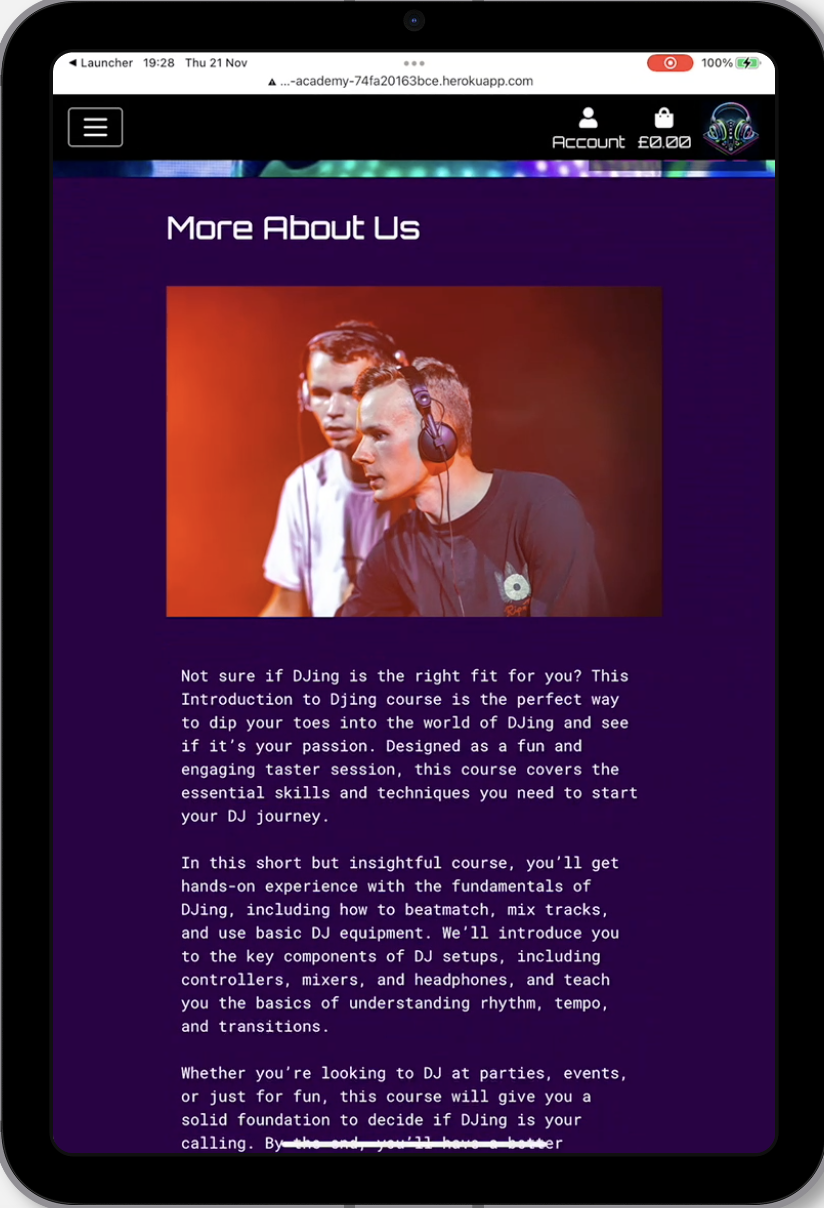 ◀ Launcher 19:28 Thu 21 Nov
100%
...-academy-74fa20163bce.herokuapp.com
Account £0.00
More About Us
Not sure if DJing is the right fit for you? This
Introduction to Djing course is the perfect way
to dip your toes into the world of DJing and see
if it’s your passion. Designed as a fun and
engaging taster session, this course covers the
essential skills and techniques you need to start
your DJ journey.
In this short but insightful course, you’ll get
hands-on experience with the fundamentals of
DJing, including how to beatmatch, mix tracks,
and use basic DJ equipment. We’ll introduce you
to the key components of DJ setups, including
controllers, mixers, and headphones, and teach
you the basics of understanding rhythm, tempo,
and transitions.
Whether you’re looking to DJ at parties, events,
or just for fun, this course will give you a
solid foundation to decide if DJing is your
calling. By the end, you’ll have a better